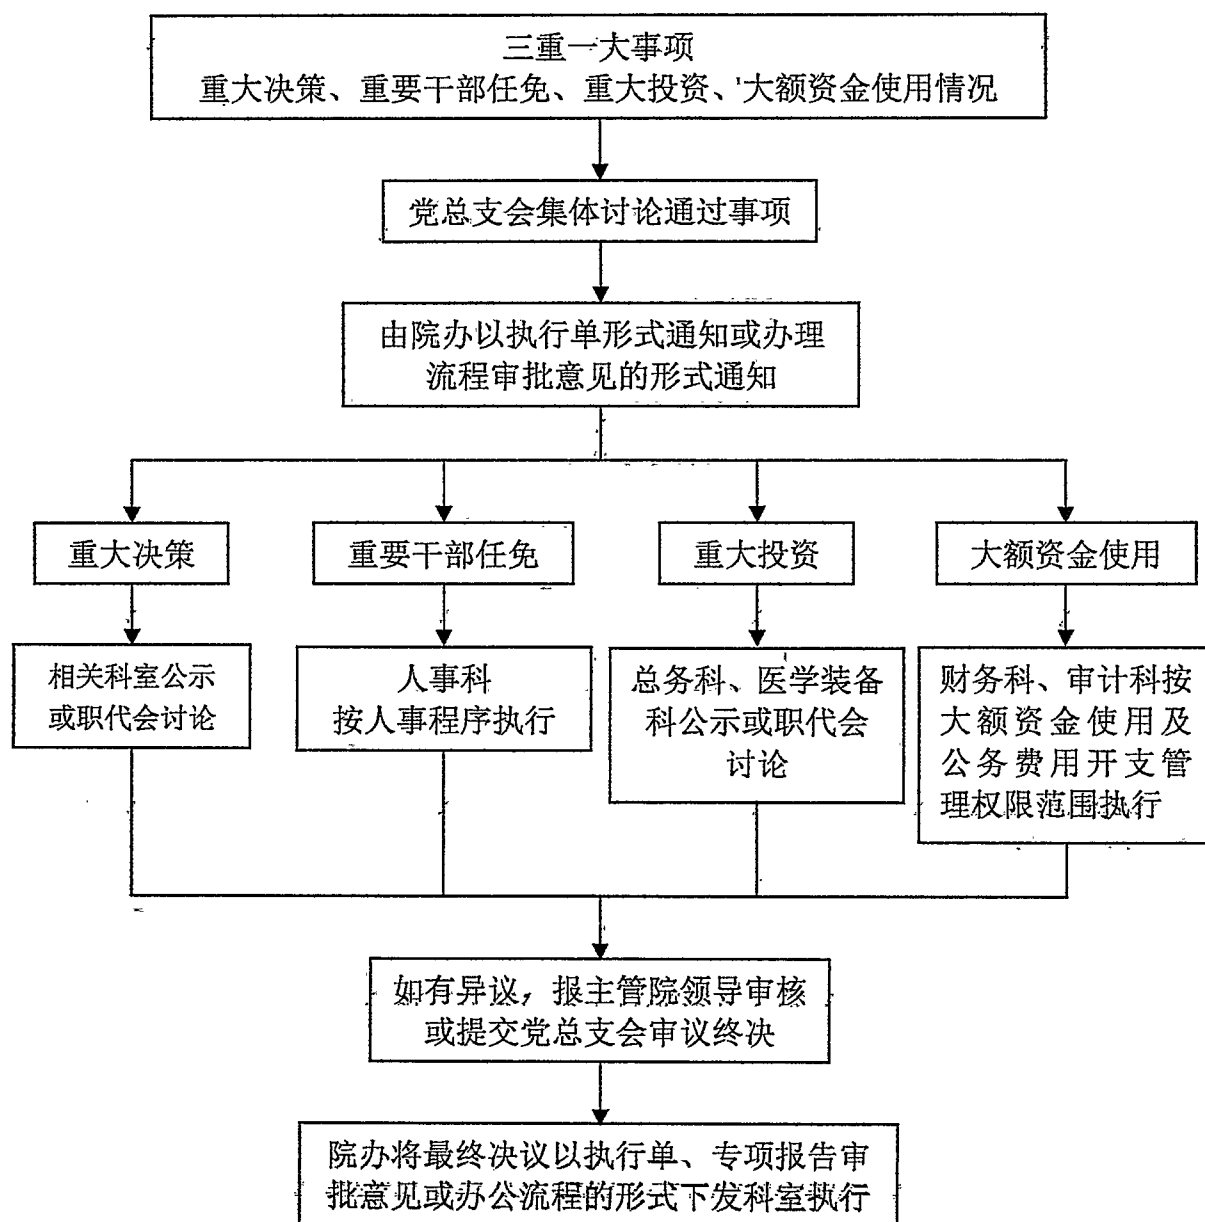 三重一大事项
重大决策、重要干部任免、重大投资、大额资金使用情况
党总支会集体讨论通过事项
由院办以执行单形式通知或办理
流程审批意见的形式通知
重大决策
重要干部任免
重大投资
大额资金使用
相关科室公示
或职代会讨论
人事科
按人事程序执行
总务科、医学装备
科公示或职代会
讨论
财务科、审计科按
大额资金使用及
公务费用开支管
理权限范围执行
如有异议，报主管院领导审核
或提交党总支会审议终决
院办将最终决议以执行单、专项报告审
批意见或办公流程的形式下发科室执行